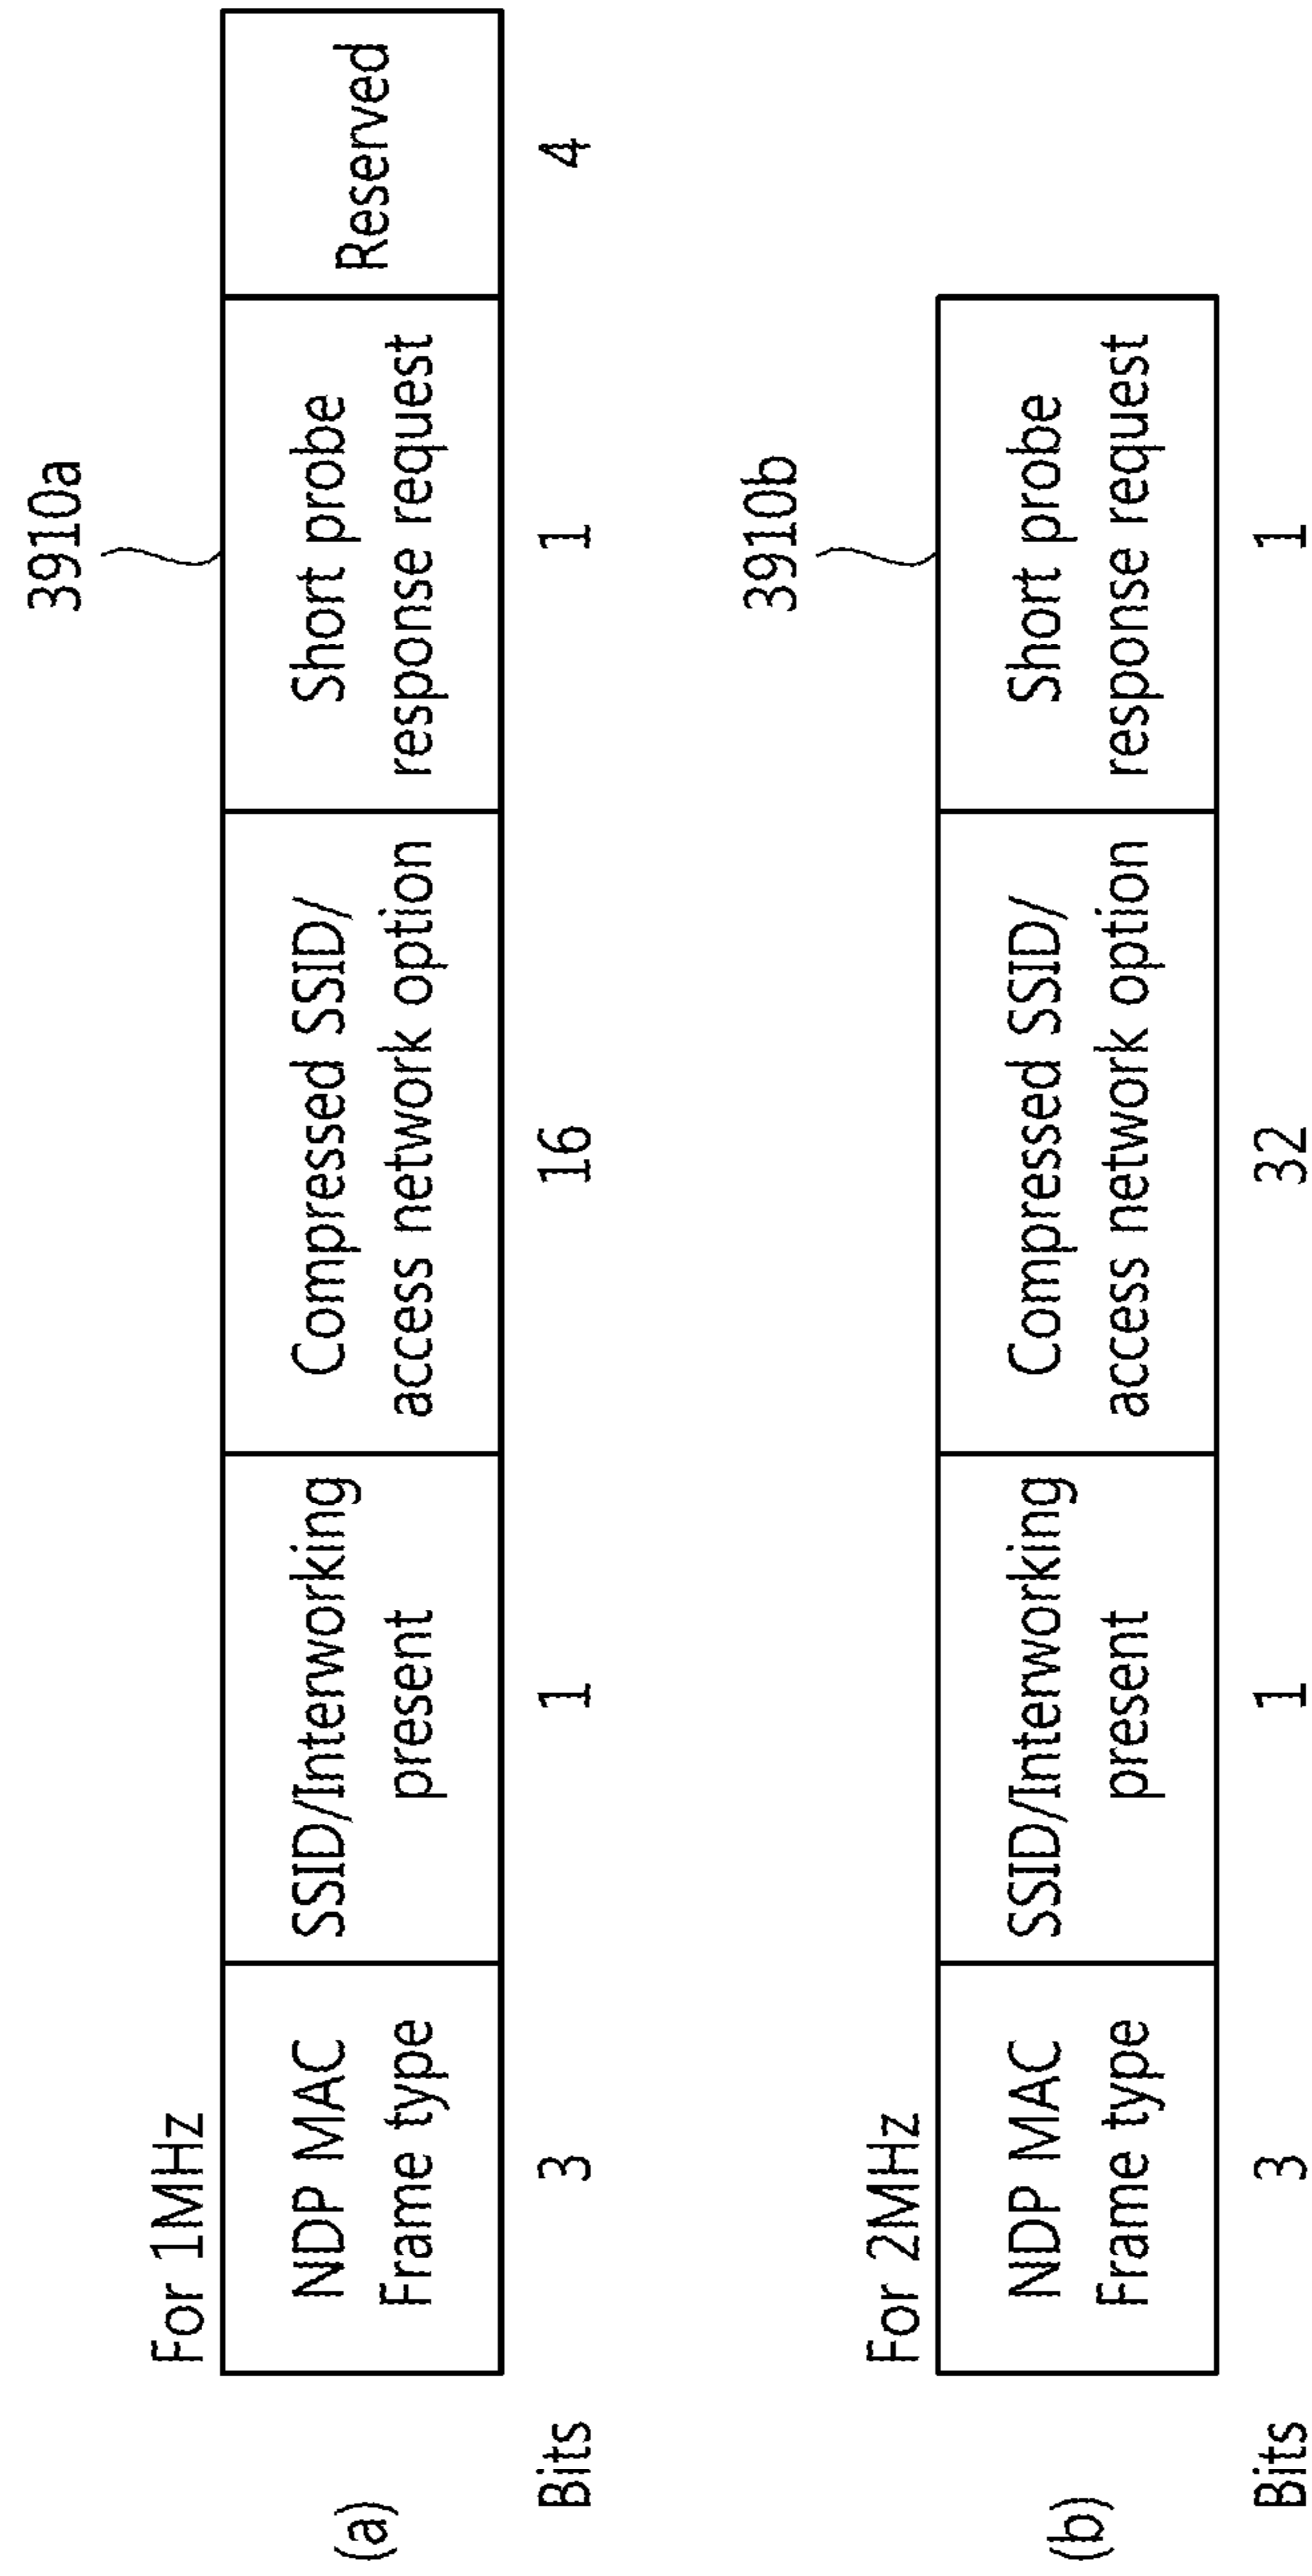 3910a
For 1MHz
(a)
NDP MAC
Frame type
SSID/Interworking
present
Compressed SSID/
access network option
Short probe
response request
Reserved
Bits
3
1
16
1
4
3910b
For 2MHz
(b)
NDP MAC
Frame type
SSID/Interworking
present
Compressed SSID/
access network option
Short probe
response request
Bits
3
1
32
1